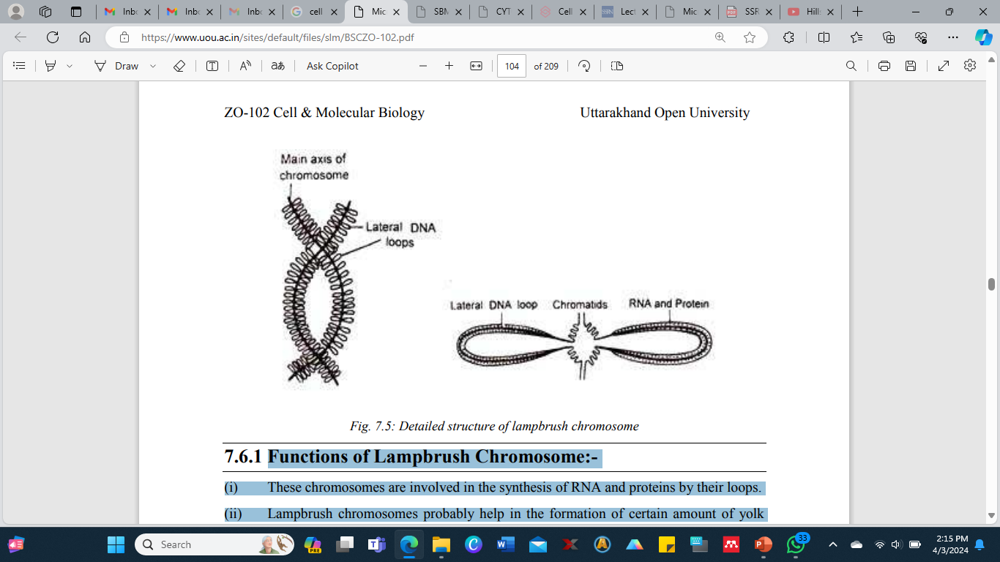 Inbo
Inbo
Inbo
cell
Mic
SBM
CYT
Cell
Lect
Mic
SSR
Hill
https://www.uou.ac.in/sites/default/files/slm/BSCZO-102.pdf
Draw
aあ
Ask Copilot
104 of 209
ZO-102 Cell & Molecular Biology
Uttarakhand Open University
Main axis of
chromosome
Lateral DNA
loops
Lateral DNA loop
Chromatids
RNA and Protein
Fig. 7.5: Detailed structure of lampbrush chromosome
7.6.1 Functions of Lampbrush Chromosome:-
(i) These chromosomes are involved in the synthesis of RNA and proteins by their loops.
(ii) Lampbrush chromosomes probably help in the formation of certain amount of yolk
Search
PRE
33
2:15 PM
4/3/2024